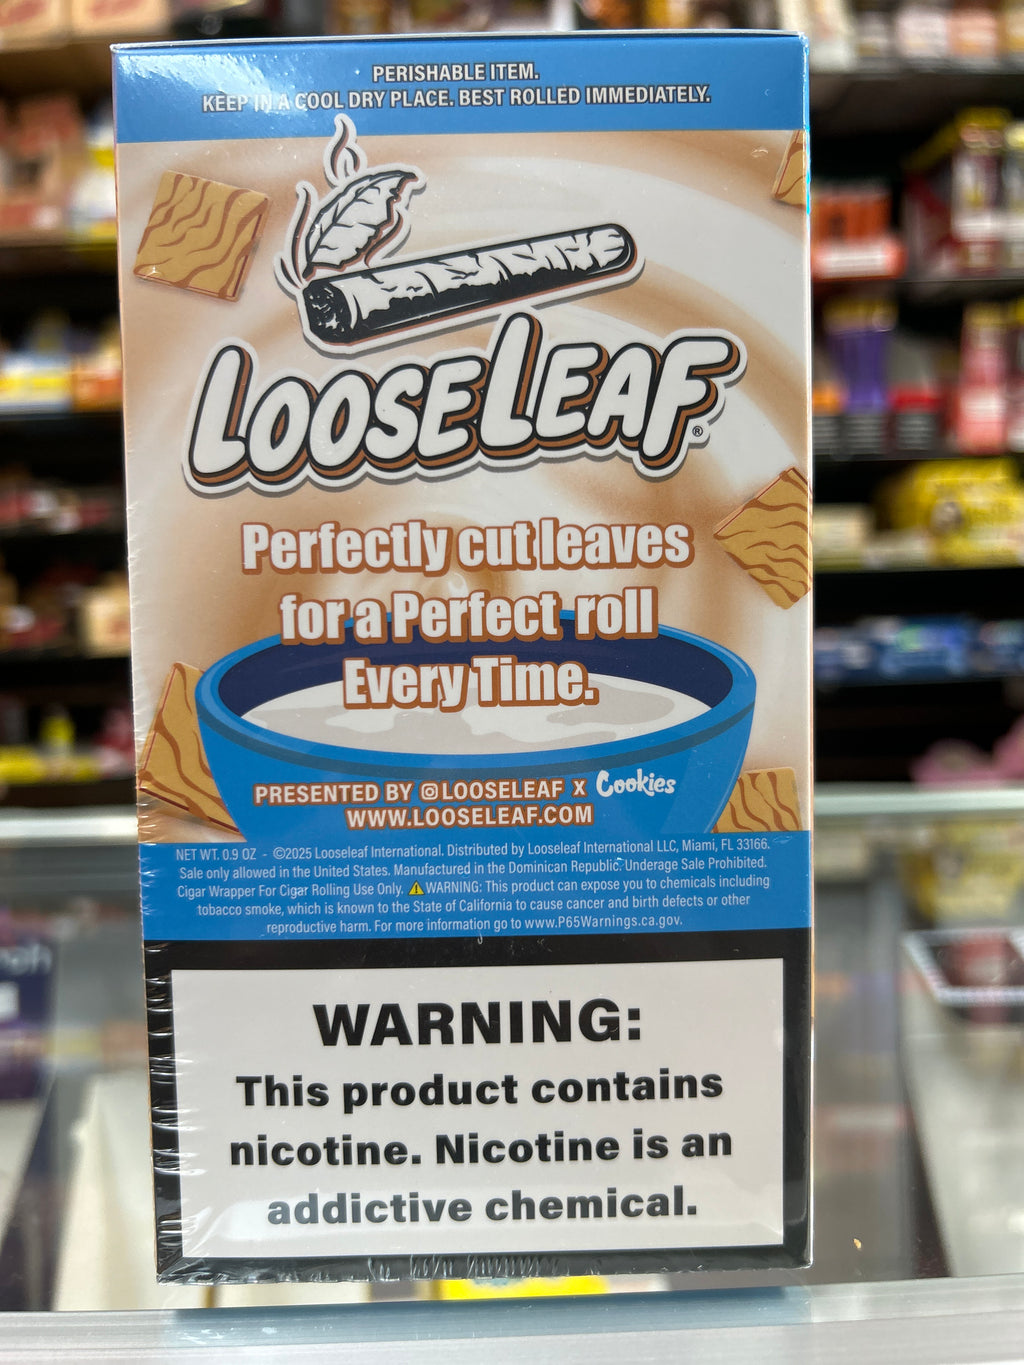 PERISHABLE ITEM.
KEEP IN A COOL DRY PLACE. BEST ROLLED IMMEDIATELY.
LOOSELEAF®
Perfectly cut leaves
for a Perfect roll
Every Time.
PRESENTED BY @LOOSELEAF X Cookies
WWW.LOOSELEAF.COM
NET WT. 0.9 OZ - ©2025 Looseleaf International. Distributed by Looseleaf International LLC, Miami, FL 33166.
Sale only allowed in the United States. Manufactured in the Dominican Republic. Underage Sale Prohibited.
Cigar Wrapper For Cigar Rolling Use Only. ⚠WARNING: This product can expose you to chemicals including
tobacco smoke, which is known to the State of California to cause cancer and birth defects or other
reproductive harm. For more information go to www.P65Warnings.ca.gov.
WARNING:
This product contains
nicotine. Nicotine is an
addictive chemical.